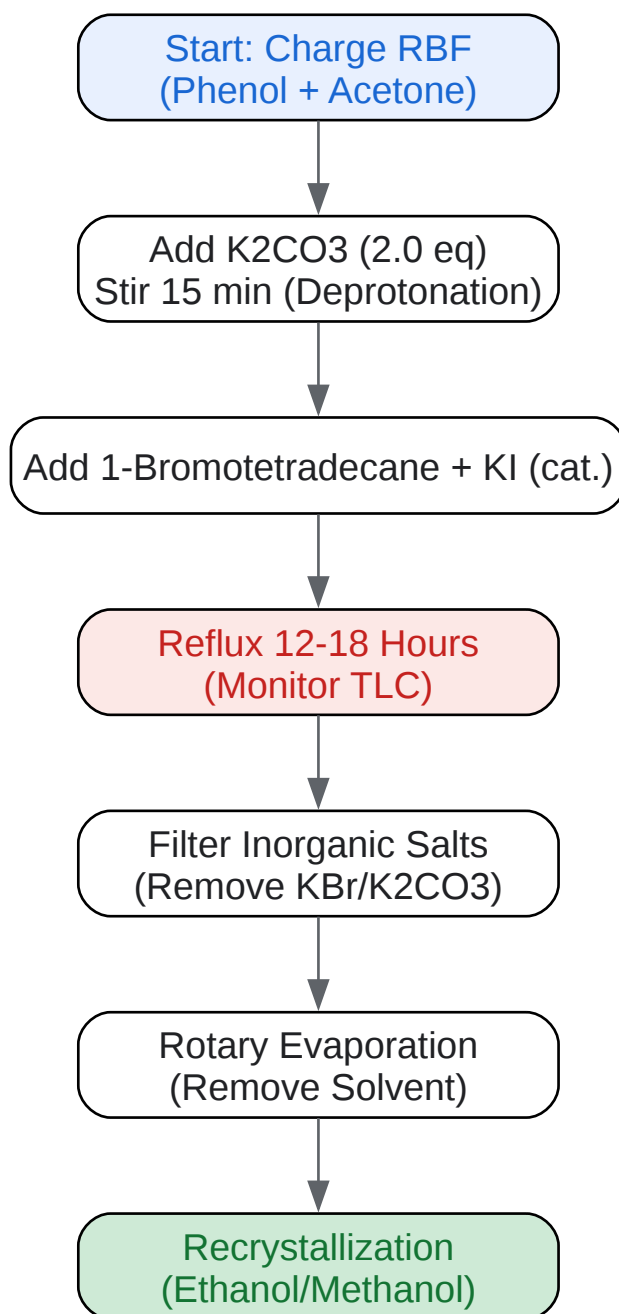 Start: Charge RBF
(Phenol + Acetone)
Add K2CO3 (2.0 eq)
Stir 15 min (Deprotonation)
Add 1-Bromotetradecane + KI (cat.)
Reflux 12-18 Hours
(Monitor TLC)
Filter Inorganic Salts
(Remove KBr/K2CO3)
Rotary Evaporation
(Remove Solvent)
Recrystallization
(Ethanol/Methanol)